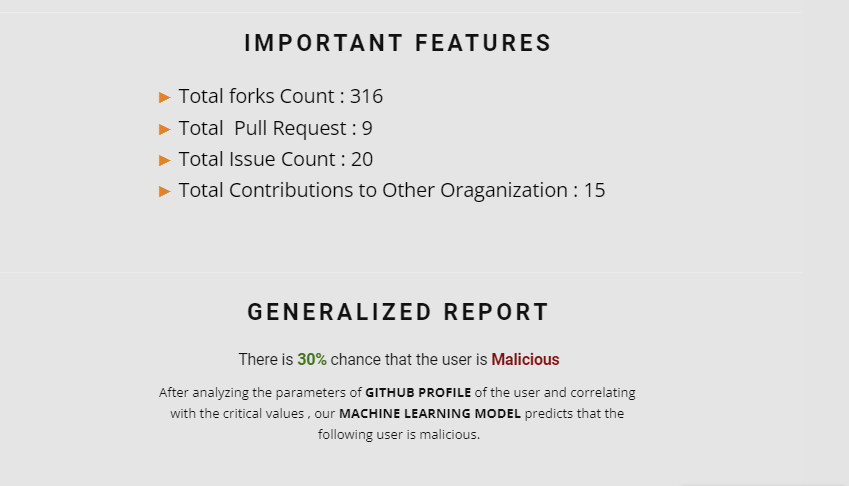 IMPORTANT FEATURES
► Total forks Count : 316
► Total Pull Request : 9
► Total Issue Count : 20
► Total Contributions to Other Oraganization : 15
GENERALIZED REPORT
There is 30% chance that the user is Malicious
After analyzing the parameters of GITHUB PROFILE of the user and correlating
with the critical values , our MACHINE LEARNING MODEL predicts that the
following user is malicious.